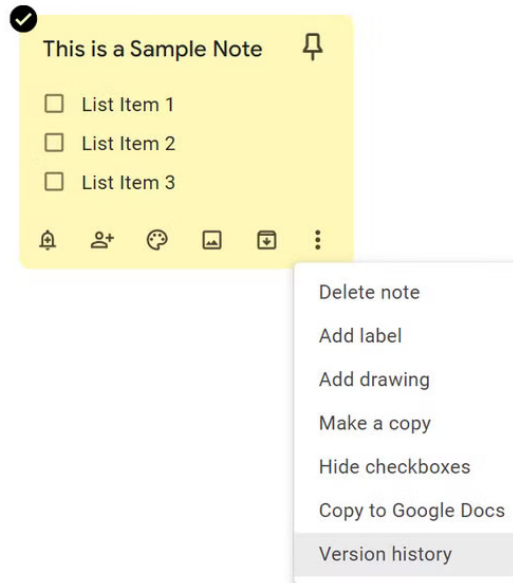 This is a Sample Note
List Item 1
List Item 2
List Item 3
Delete note
Add label
Add drawing
Make a copy
Hide checkboxes
Copy to Google Docs
Version history